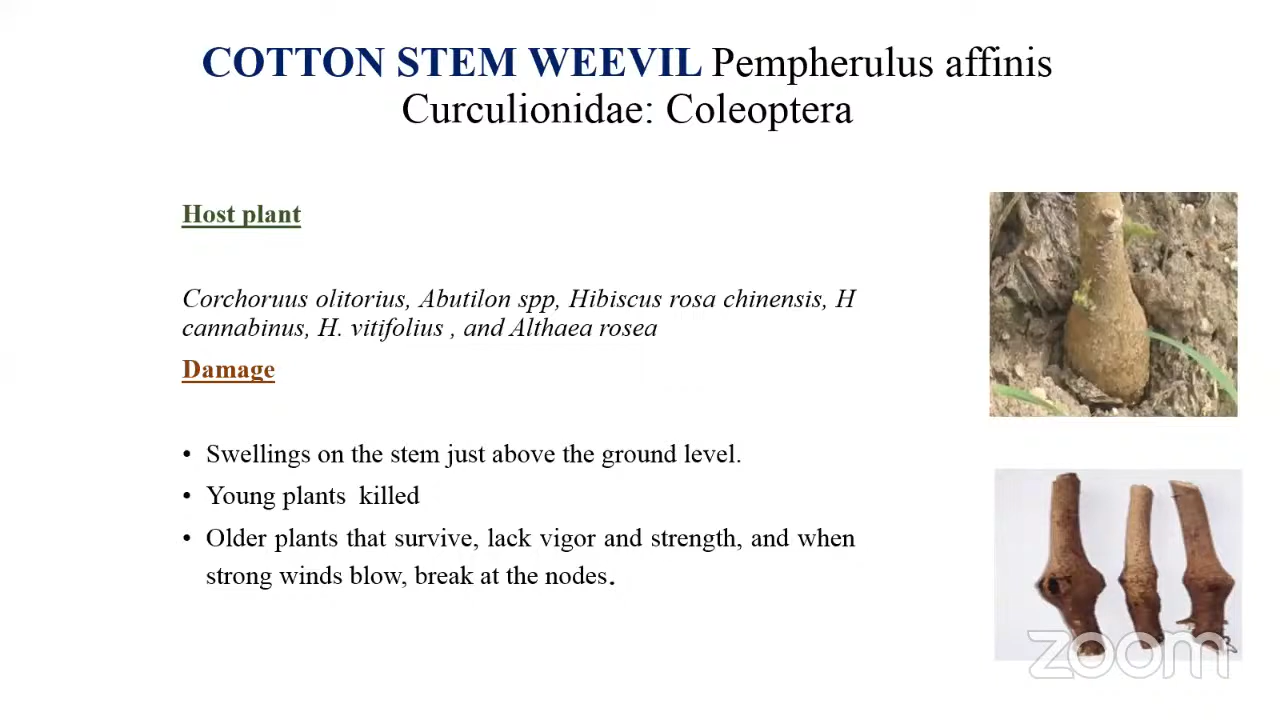 COTTON STEM WEEVIL Pempherulus affinis
Curculionidae: Coleoptera
Host plant
Corchoruus olitorius, Abutilon spp, Hibiscus rosa chinensis, H
cannabinus, H. vitifolius , and Althaea rosea
Damage
• Swellings on the stem just above the ground level.
• Young plants killed
• Older plants that survive, lack vigor and strength, and when
strong winds blow, break at the nodes.
zoom